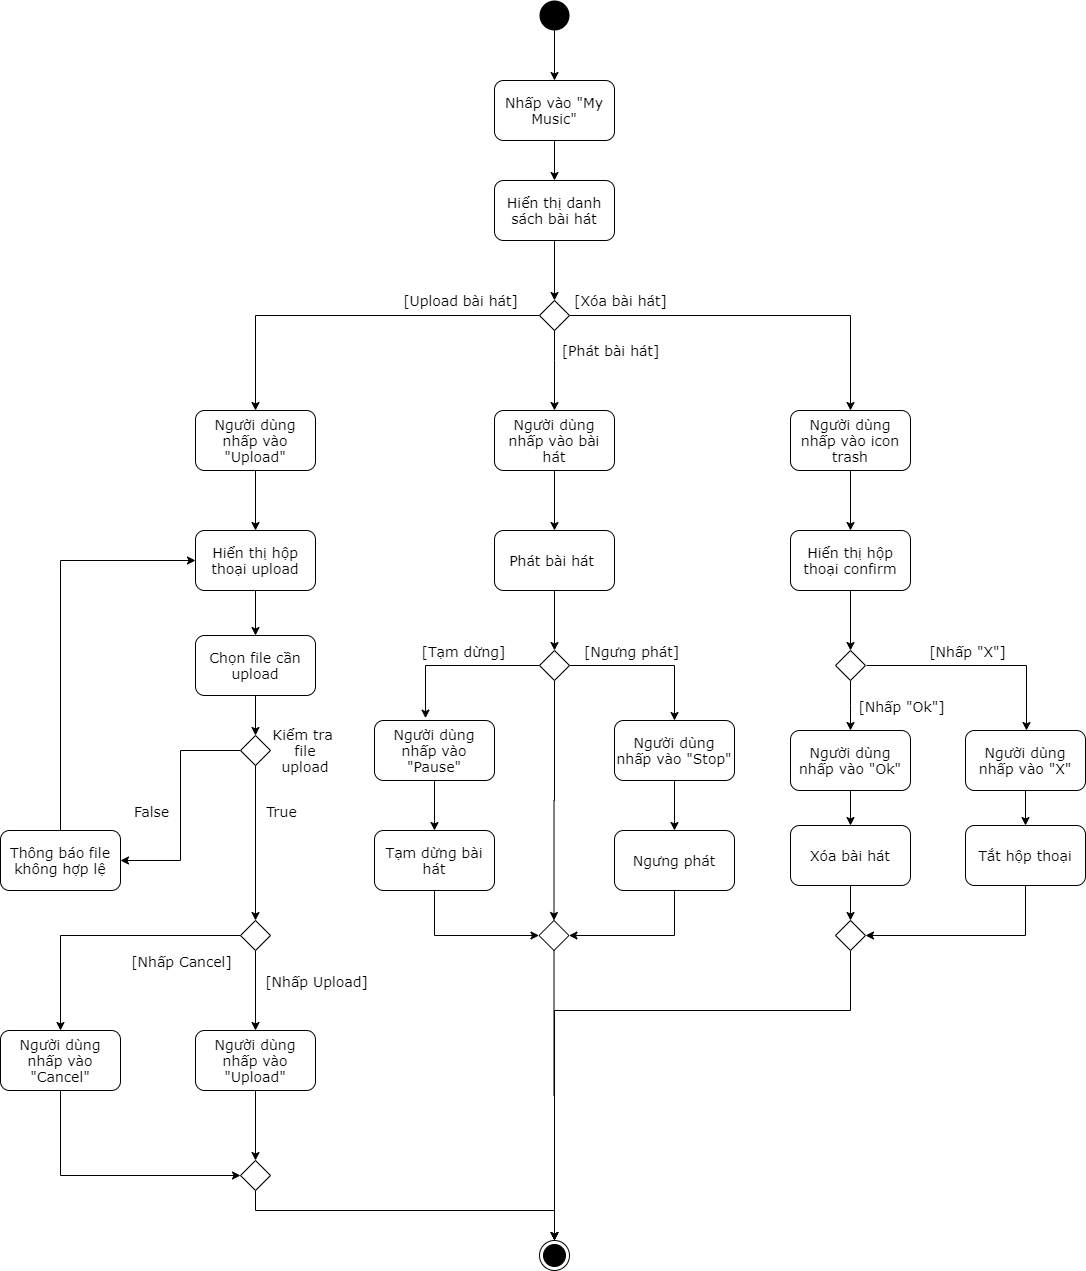 Nhấp vào "My
Music"
Hiển thị danh
sách bài hát
[Upload bài hát]
[Xóa bài hát]
[Phát bài hát]
Người dùng
nhấp vào
"Upload"
Người dùng
nhấp vào bài
hát
Người dùng
nhấp vào icon
trash
Hiển thị hộp
thoại upload
Phát bài hát
Hiển thị hộp
thoại confirm
Chọn file cần
upload
[Tạm dừng]
[Ngưng phát]
[Nhấp "X"]
[Nhấp "Ok"]
Kiểm tra
file
upload
Người dùng
nhấp vào
"Pause"
Người dùng
nhấp vào "Stop"
Người dùng
nhấp vào "Ok"
Người dùng
nhấp vào "X"
False
True
Thông báo file
không hợp lệ
Tạm dừng bài
hát
Ngưng phát
Xóa bài hát
Tắt hộp thoại
[Nhấp Cancel]
[Nhấp Upload]
Người dùng
nhấp vào
"Cancel"
Người dùng
nhấp vào
"Upload"